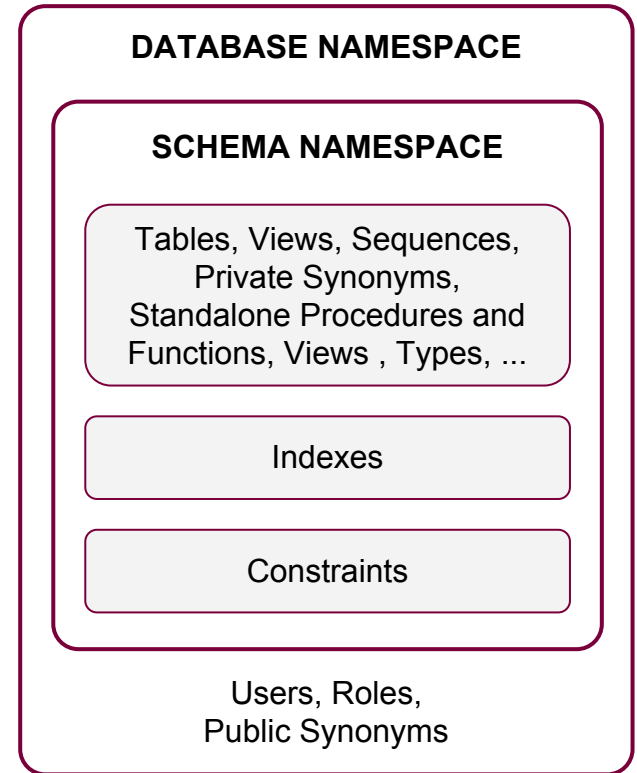 DATABASE NAMESPACE
SCHEMA NAMESPACE
Tables, Views, Sequences,
Private Synonyms,
Standalone Procedures and
Functions, Views , Types, ...
Indexes
Constraints
Users, Roles,
Public Synonyms